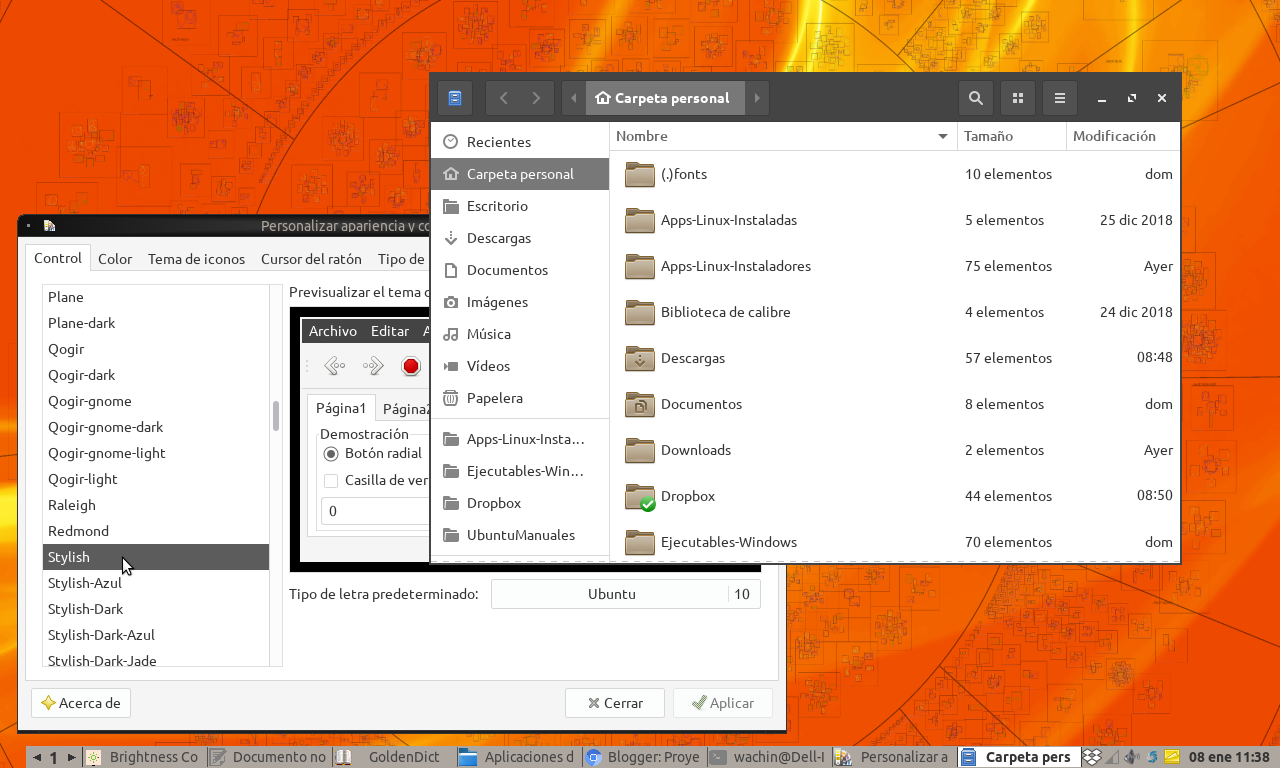 Carpeta personal
Nombre Tamaño Modificación
Recientes
Carpeta personal
Escritorio
Descargas
Documentos
Imágenes
Música
Vídeos
Papelera
Apps-Linux-Insta...
Ejecutables-Win...
Dropbox
UbuntuManuales
(.)fonts 10 elementos dom
Apps-Linux-Instaladas 5 elementos 25 dic 2018
Apps-Linux-Instaladores 75 elementos Ayer
Biblioteca de calibre 4 elementos 24 dic 2018
Descargas 57 elementos 08:48
Documentos 8 elementos dom
Downloads 2 elementos Ayer
Dropbox 44 elementos 08:50
Ejecutables-Windows 70 elementos dom
Personalizar apariencia y co
Control Color Tema de iconos Cursor del ratón Tipo de
Plane
Plane-dark
Qogir
Qogir-dark
Qogir-gnome
Qogir-gnome-dark
Qogir-gnome-light
Qogir-light
Raleigh
Redmond
Stylish
Stylish-Azul
Stylish-Dark
Stylish-Dark-Azul
Stylish-Dark-Jade
Previsualizar el tema
Archivo Editar
Página1 Página2
Demostración
Botón radial
Casilla de ver
0
Tipo de letra predeterminado: Ubuntu 10
Acerca de Cerrar Aplicar
1 Brightness Co Documento no GoldenDict Aplicaciones d Blogger: Proye wachin@Dell-I Personalizar a Carpeta pers 08 ene 11:38